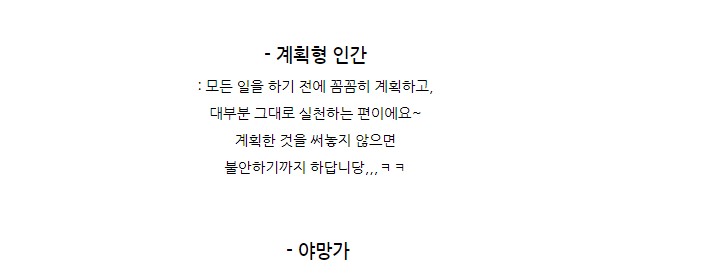 - 계획형 인간
: 모든 일을 하기 전에 꼼꼼히 계획하고,
대부분 그대로 실천하는 편이에요~
계획한 것을 써놓지 않으면
불안하기까지 하답니당,,,ㅋㅋ
- 야망가